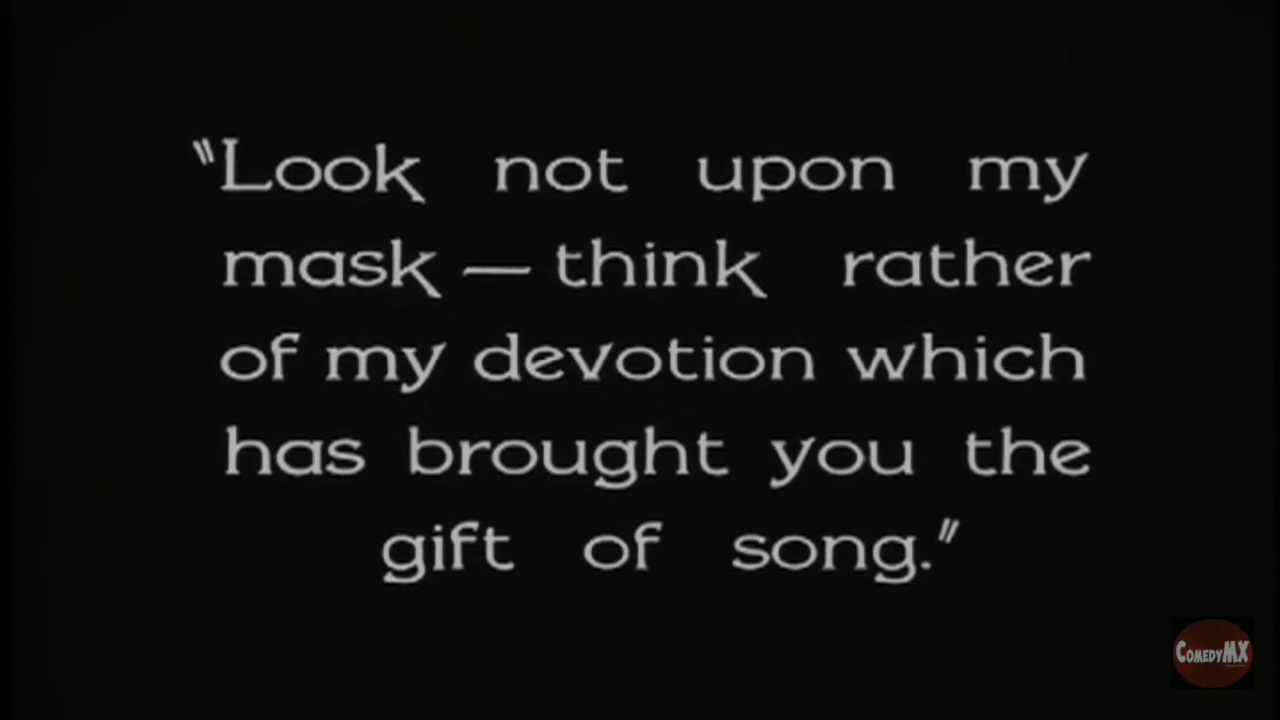 "Look not upon my
mask — think rather
of my devotion which
has brought you the
gift of song."
COMEDYMX